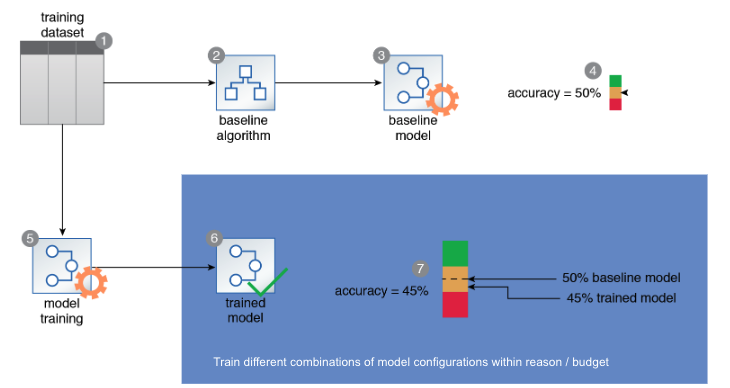 training
dataset
1
2
baseline
algorithm
3
baseline
model
4
accuracy = 50%
5
model
training
6
trained
model
7
accuracy = 45%
50% baseline model
45% trained model
Train different combinations of model configurations within reason / budget